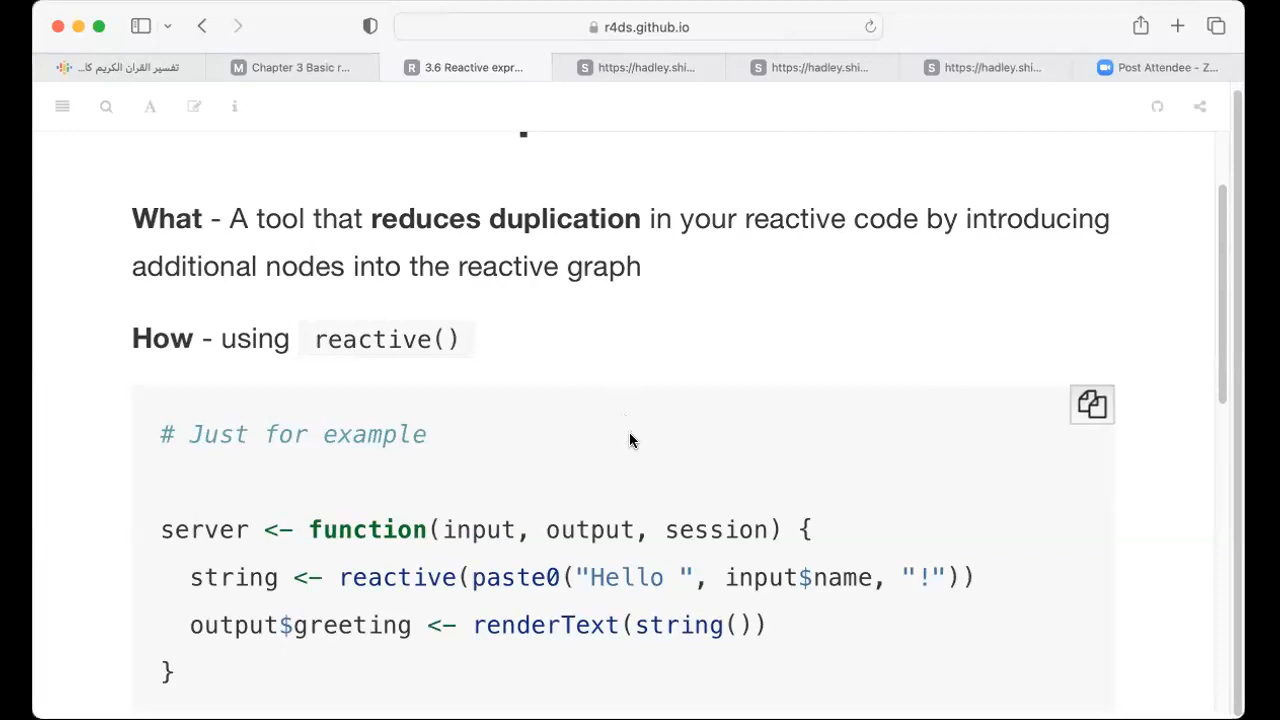 r4ds.github.io
تفسير القران الكريم كا...
Chapter 3 Basic r...
3.6 Reactive expr...
https://hadley.shi...
https://hadley.shi...
https://hadley.shi...
Post Attendee - Z...
What - A tool that reduces duplication in your reactive code by introducing
additional nodes into the reactive graph
How - using reactive()
# Just for example
server <- function(input, output, session) {
string <- reactive(paste0("Hello ", input$name, "!"))
output$greeting <- renderText(string())
}